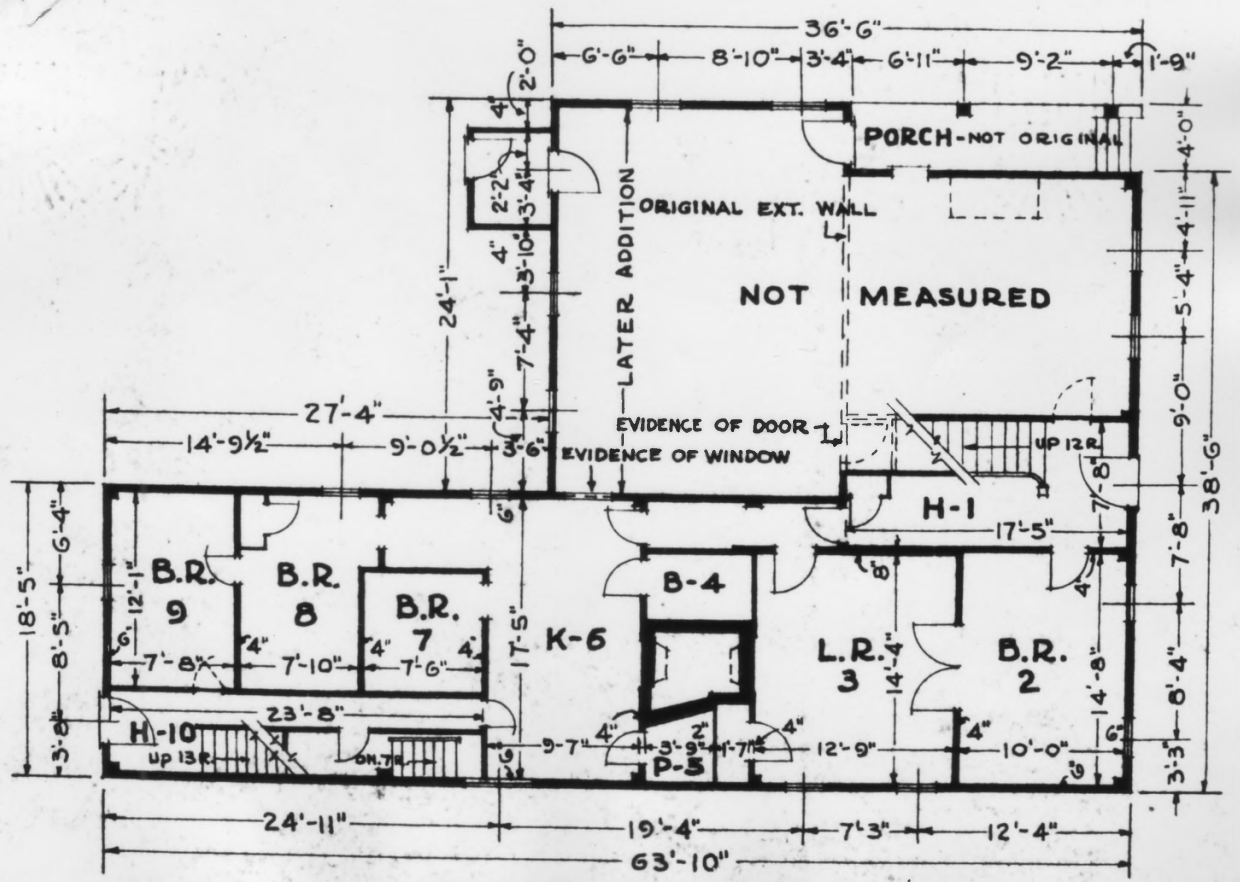 36'-6"
6'-6" 8'-10" 3'-4" 6'-11" 9'-2" 1'-9"
2'-0"
4"
PORCH-NOT ORIGINAL
4'-0"
2'-2"
3'-4"
ORIGINAL EXT. WALL
4'-11"
4"
3'-10"
24'-1"
LATER ADDITION
NOT MEASURED
5'-4"
7'-4"
4'-9"
27'-4"
9'-0"
14'-9½" 9'-0½" 3'-6"
EVIDENCE OF DOOR
EVIDENCE OF WINDOW
UP 12 R.
7'-8"
38'-6"
6"
H-1
17'-5"
6'-4"
7'-8"
18'-5"
8'-5"
3'-8"
B.R.
9
12'-1"
6"
7'-8"
B.R.
8
4"
7'-10"
B.R.
7
4"
4"
7'-6"
K-6
17'-5"
B-4
8"
4"
L.R.
3
14'-4"
B.R.
2
14'-8"
8'-4"
23'-8"
H-10
UP 13 R.
DN. 7 R.
6"
9'-7"
4"
3'-9"
2"
1'-7"
4"
P-5
12'-9"
4"
10'-0"
6"
6"
3'-3"
24'-11" 19'-4" 7'-3" 12'-4"
63'-10"